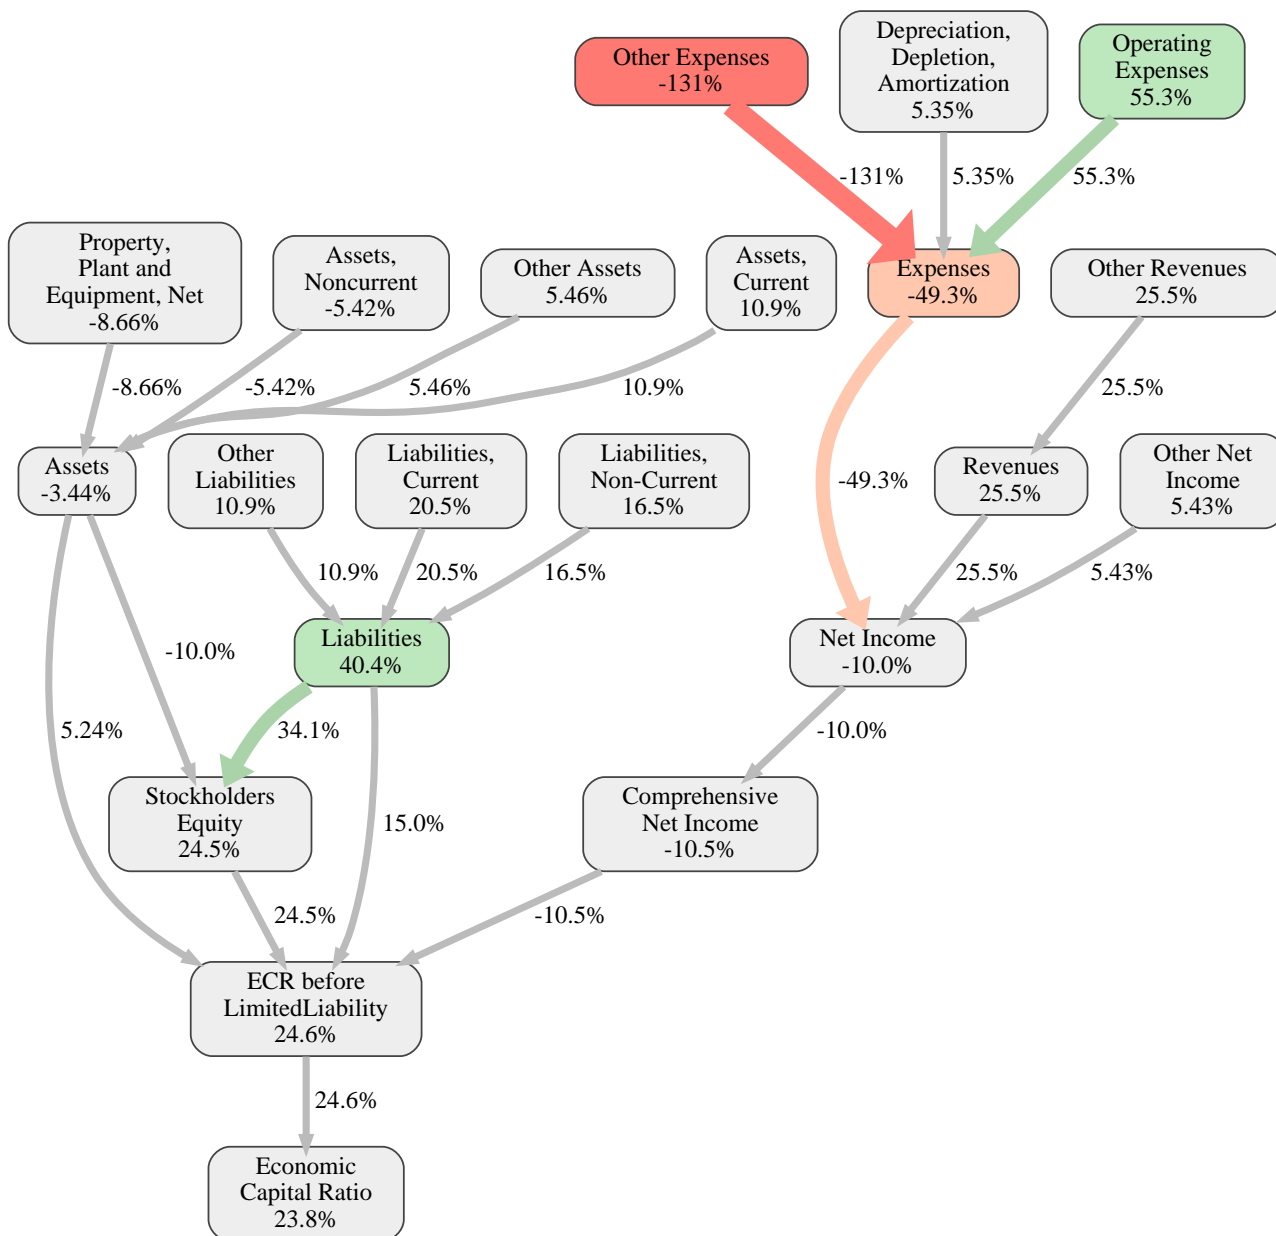 Other Expenses
-131%
Depreciation,
Depletion,
Amortization
5.35%
Operating
Expenses
55.3%
-131%
5.35%
55.3%
Property,
Plant and
Equipment, Net
-8.66%
Assets,
Noncurrent
-5.42%
Other Assets
5.46%
Assets,
Current
10.9%
Expenses
-49.3%
Other Revenues
25.5%
-8.66%
-5.42%
5.46%
10.9%
25.5%
Assets
-3.44%
Other
Liabilities
10.9%
Liabilities,
Current
20.5%
Liabilities,
Non-Current
16.5%
-49.3%
Revenues
25.5%
Other Net
Income
5.43%
10.9%
20.5%
16.5%
25.5%
5.43%
-10.0%
Liabilities
40.4%
Net Income
-10.0%
5.24%
34.1%
-10.0%
Stockholders
Equity
24.5%
15.0%
Comprehensive
Net Income
-10.5%
24.5%
-10.5%
ECR before
LimitedLiability
24.6%
24.6%
Economic
Capital Ratio
23.8%